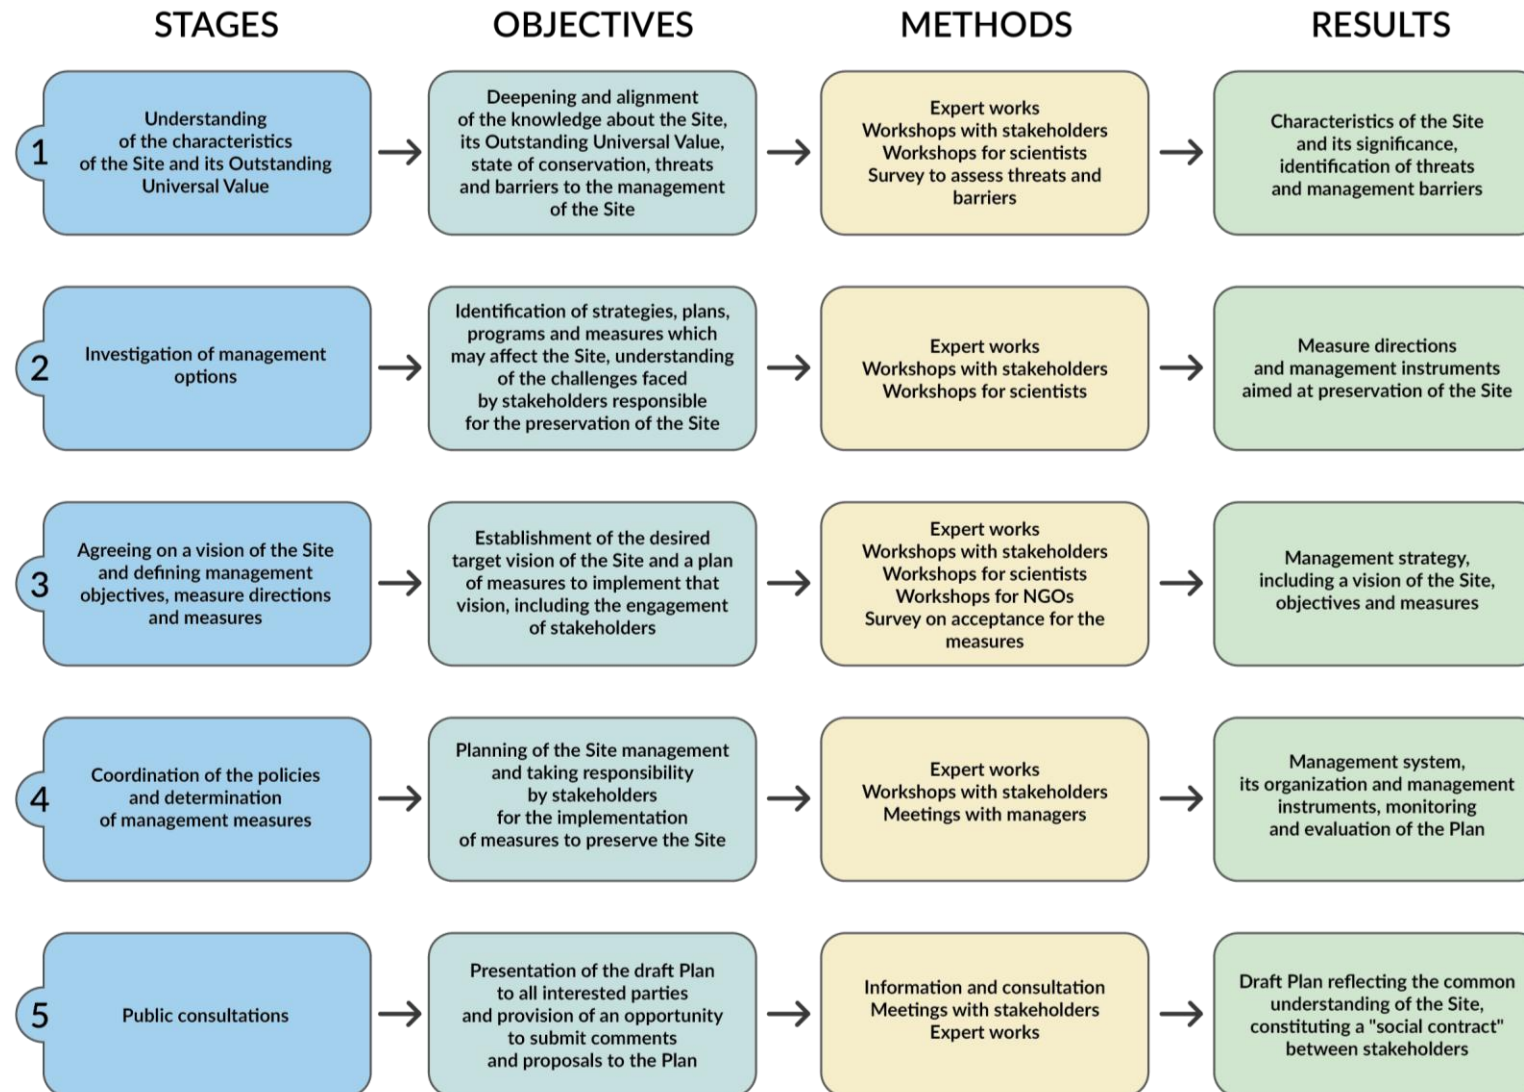 STAGES
OBJECTIVES
METHODS
RESULTS
1
Understanding
of the characteristics
of the Site and its Outstanding
Universal Value
Deepening and alignment
of the knowledge about the Site,
its Outstanding Universal Value,
state of conservation, threats
and barriers to the management
of the Site
Expert works
Workshops with stakeholders
Workshops for scientists
Survey to assess threats and
barriers
Characteristics of the Site
and its significance,
identification of threats
and management barriers
2
Investigation of management
options
Identification of strategies, plans,
programs and measures which
may affect the Site, understanding
of the challenges faced
by stakeholders responsible
for the preservation of the Site
Expert works
Workshops with stakeholders
Workshops for scientists
Measure directions
and management instruments
aimed at preservation of the Site
3
Agreeing on a vision of the Site
and defining management
objectives, measure directions
and measures
Establishment of the desired
target vision of the Site and a plan
of measures to implement that
vision, including the engagement
of stakeholders
Expert works
Workshops with stakeholders
Workshops for scientists
Workshops for NGOs
Survey on acceptance for the
measures
Management strategy,
including a vision of the Site,
objectives and measures
4
Coordination of the policies
and determination
of management measures
Planning of the Site management
and taking responsibility
by stakeholders
for the implementation
of measures to preserve the Site
Expert works
Workshops with stakeholders
Meetings with managers
Management system,
its organization and management
instruments, monitoring
and evaluation of the Plan
5
Public consultations
Presentation of the draft Plan
to all interested parties
and provision of an opportunity
to submit comments
and proposals to the Plan
Information and consultation
Meetings with stakeholders
Expert works
Draft Plan reflecting the common
understanding of the Site,
constituting a "social contract"
between stakeholders